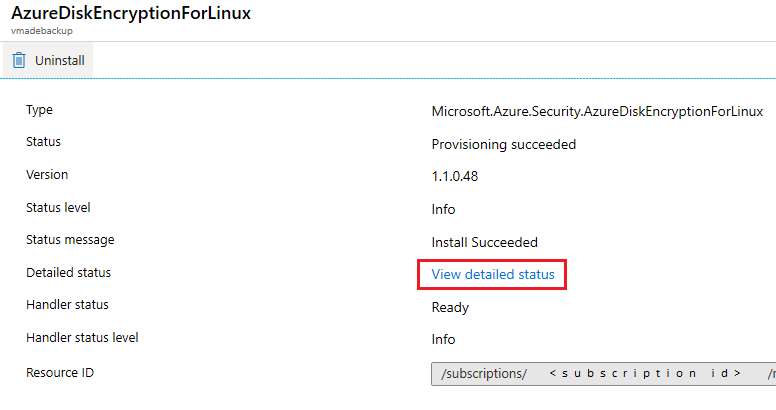 AzureDiskEncryptionForLinux
vmadebackup
Uninstall
Type Microsoft.Azure.Security.AzureDiskEncryptionForLinux
Status Provisioning succeeded
Version 1.1.0.48
Status level Info
Status message Install Succeeded
Detailed status View detailed status
Handler status Ready
Handler status level Info
Resource ID /subscriptions/ <subscription id>